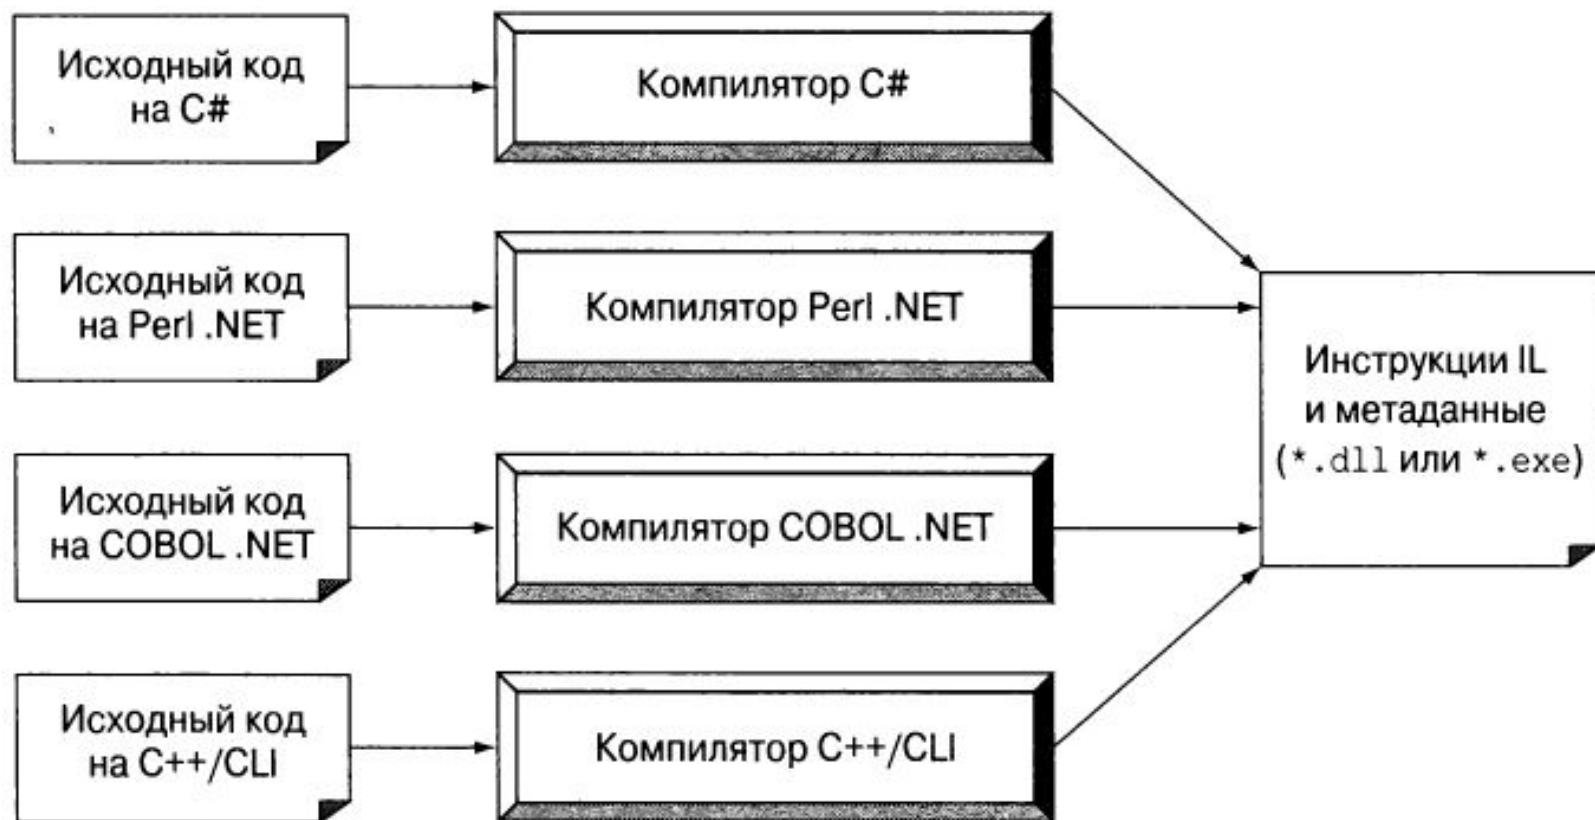 Исходный код
на C#
Компилятор C#
Исходный код
на Perl .NET
Компилятор Perl .NET
Исходный код
на COBOL .NET
Компилятор COBOL .NET
Исходный код
на C++/CLI
Компилятор C++/CLI
Инструкции IL
и метаданные
(*.dll или *.exe)